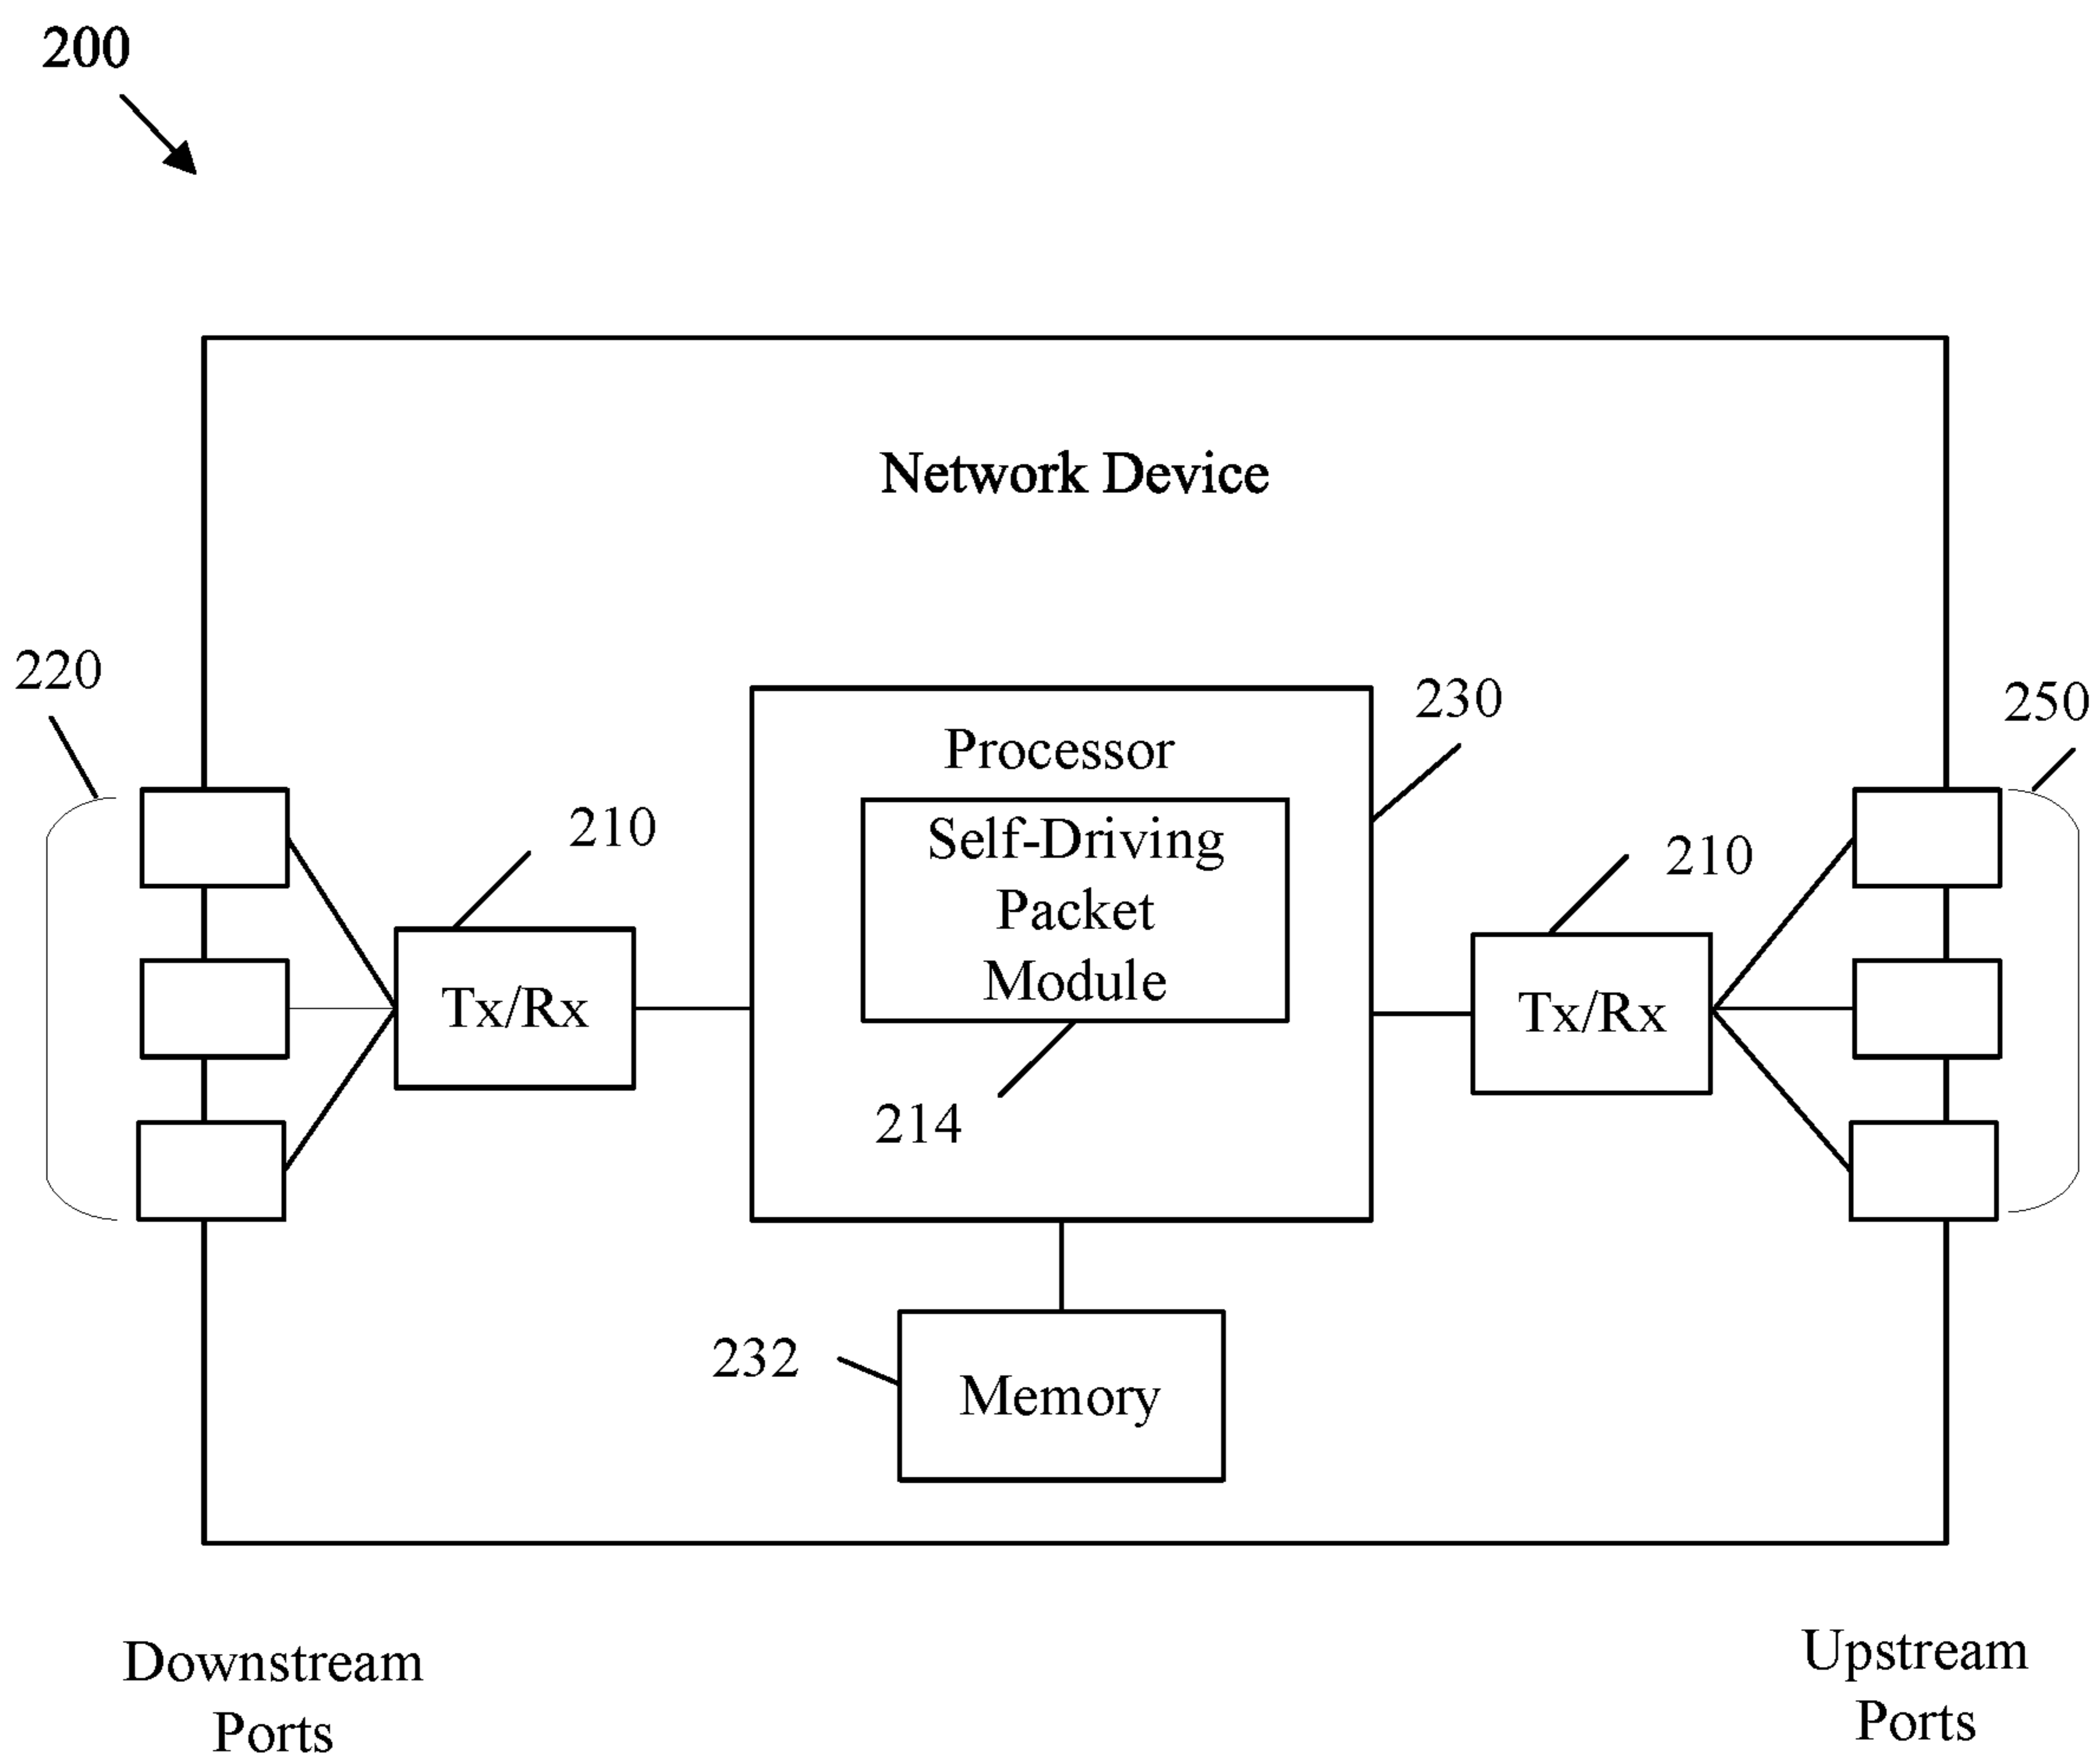 200
Network Device
220
230
250
Processor
210
Self-Driving
Packet
Module
210
Tx/Rx
Tx/Rx
214
232
Memory
Downstream
Ports
Upstream
Ports